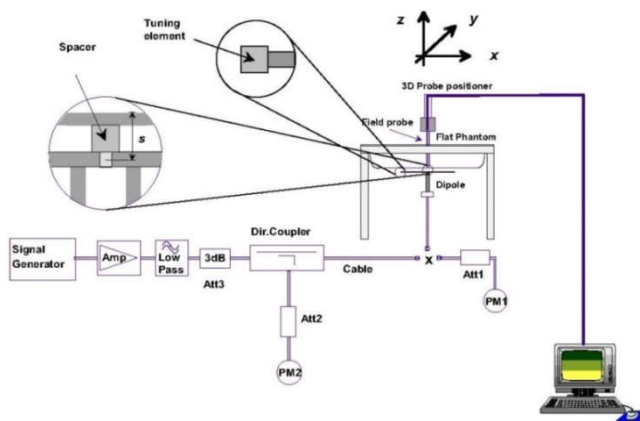 Tuning
element
Spacer
s
z
y
x
3D Probe positioner
Field probe
Flat Phantom
Dipole
Signal
Generator
Amp
Low
Pass
3dB
Att3
Dir.Coupler
Cable
x
Att1
PM1
Att2
PM2